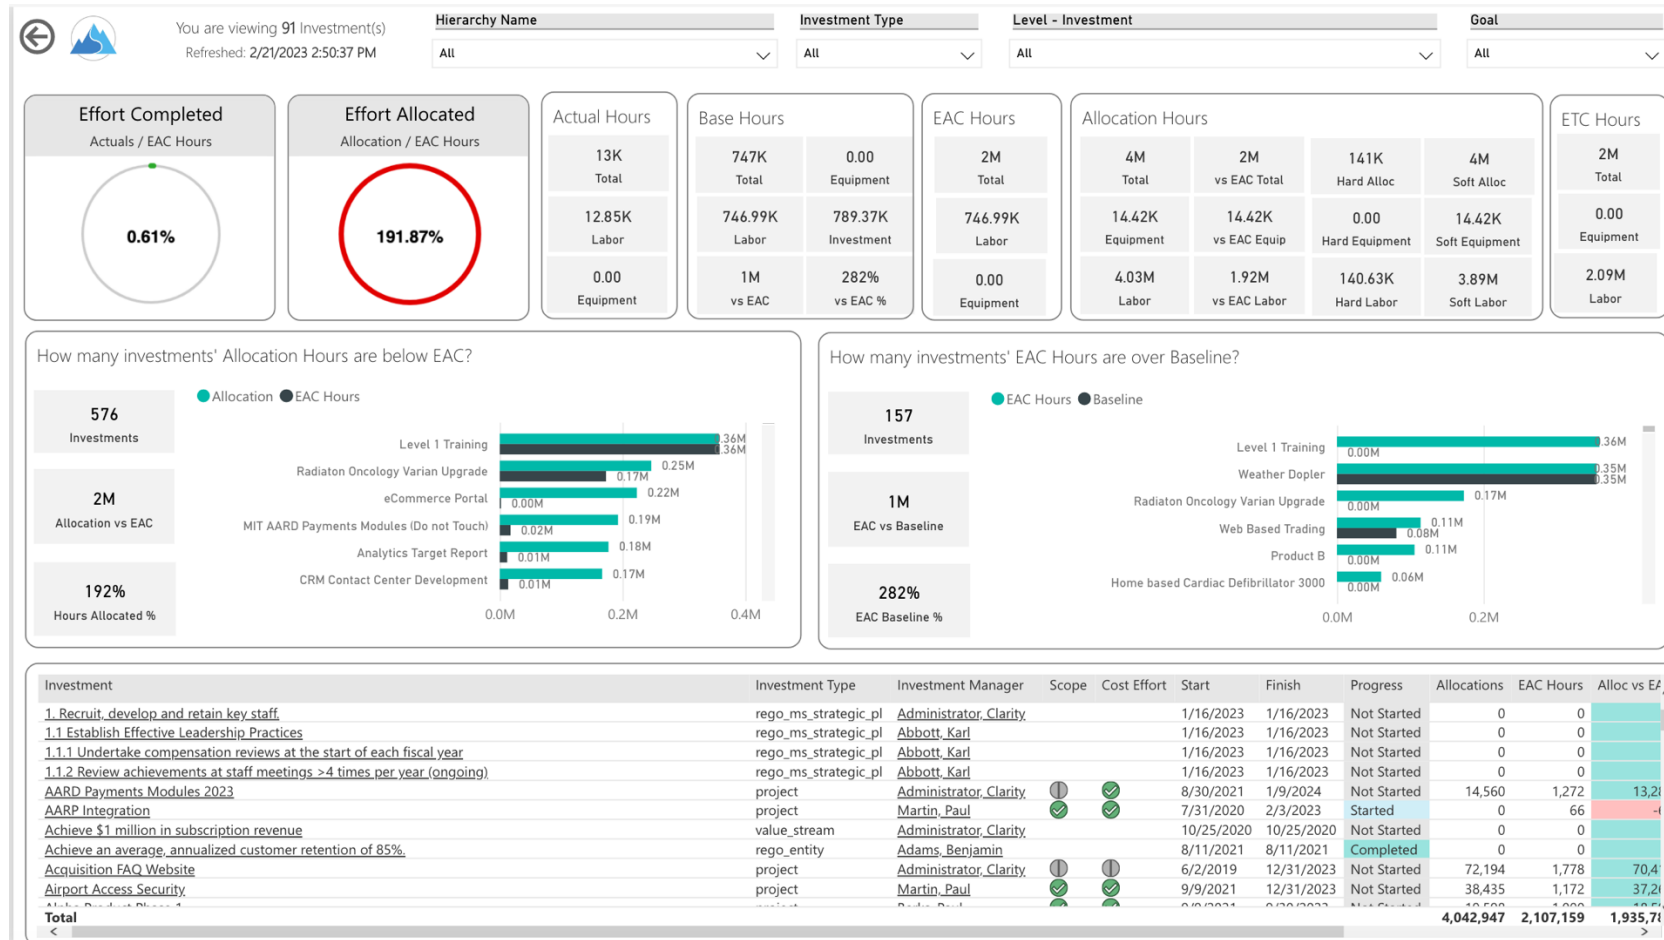 You are viewing 91 Investment(s)
Refreshed: 2/21/2023 2:50:37 PM
Hierarchy Name
All
Investment Type
All
Level - Investment
All
Goal
All
Effort Completed
Actuals / EAC Hours
0.61%
Effort Allocated
Allocation / EAC Hours
191.87%
Actual Hours
13K
Total
12.85K
Labor
0.00
Equipment
Base Hours
747K 0.00
Total Equipment
746.99K 789.37K
Labor Investment
1M 282%
vs EAC vs EAC %
EAC Hours
2M
Total
746.99K
Labor
0.00
Equipment
Allocation Hours
4M 2M 141K 4M
Total vs EAC Total Hard Alloc Soft Alloc
14.42K 14.42K 0.00 14.42K
Equipment vs EAC Equip Hard Equipment Soft Equipment
4.03M 1.92M 140.63K 3.89M
Labor vs EAC Labor Hard Labor Soft Labor
ETC Hours
2M
Total
0.00
Equipment
2.09M
Labor
How many investments' Allocation Hours are below EAC?
576
Investments
2M
Allocation vs EAC
192%
Hours Allocated %
Allocation EAC Hours
Level 1 Training 0.36M
0.36M
Radiaton Oncology Varian Upgrade 0.25M
0.17M
eCommerce Portal 0.22M
0.00M
MIT AARD Payments Modules (Do not Touch) 0.19M
0.02M
Analytics Target Report 0.18M
0.01M
CRM Contact Center Development 0.17M
0.01M
0.0M 0.2M 0.4M
How many investments' EAC Hours are over Baseline?
157
Investments
1M
EAC vs Baseline
282%
EAC Baseline %
EAC Hours Baseline
Level 1 Training 0.36M
0.00M
Weather Dopler 0.35M
0.35M
Radiaton Oncology Varian Upgrade 0.17M
0.00M
Web Based Trading 0.11M
0.08M
Product B 0.11M
0.00M
Home based Cardiac Defibrillator 3000 0.06M
0.00M
0.0M 0.2M
Investment Investment Type Investment Manager Scope Cost Effort Start Finish Progress Allocations EAC Hours Alloc vs EA
1. Recruit, develop and retain key staff. rego_ms_strategic_pl Administrator, Clarity 1/16/2023 1/16/2023 Not Started 0 0
1.1 Establish Effective Leadership Practices rego_ms_strategic_pl Abbott, Karl 1/16/2023 1/16/2023 Not Started 0 0
1.1.1 Undertake compensation reviews at the start of each fiscal year rego_ms_strategic_pl Abbott, Karl 1/16/2023 1/16/2023 Not Started 0 0
1.1.2 Review achievements at staff meetings >4 times per year (ongoing) rego_ms_strategic_pl Abbott, Karl 1/16/2023 1/16/2023 Not Started 0 0
AARD Payments Modules 2023 project Administrator, Clarity 8/30/2021 1/9/2024 Not Started 14,560 1,272 13,28
AARP Integration project Martin, Paul 7/31/2020 2/3/2023 Started 0 66
Achieve $1 million in subscription revenue value_stream Administrator, Clarity 10/25/2020 10/25/2020 Not Started 0 0
Achieve an average, annualized customer retention of 85%. rego_entity Adams, Benjamin 8/11/2021 8/11/2021 Completed 0 0
Acquisition FAQ Website project Administrator, Clarity 6/2/2019 12/31/2023 Not Started 72,194 1,778 70,41
Airport Access Security project Martin, Paul 9/9/2021 12/31/2023 Not Started 38,435 1,172 37,26
Total 4,042,947 2,107,159 1,935,78